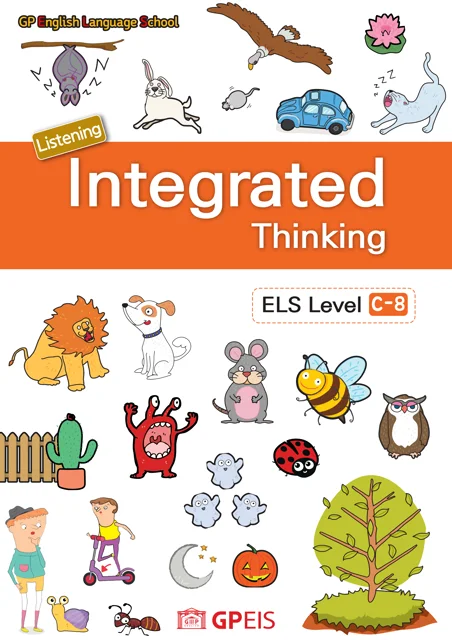 GP English Language School
z z z
z z z
z z z
Listening
Integrated
Thinking
ELS Level C-8
GPEIS